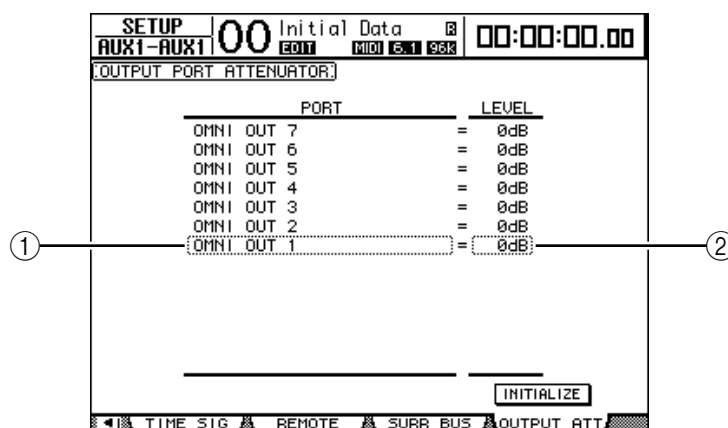 SETUP
AUX1-AUX1
00
Initial Data
EDIT MIDI 6.1 96K
00:00:00.00
OUTPUT PORT ATTENUATOR
PORT LEVEL
OMNI OUT 7 = 0dB
OMNI OUT 6 = 0dB
OMNI OUT 5 = 0dB
OMNI OUT 4 = 0dB
OMNI OUT 3 = 0dB
OMNI OUT 2 = 0dB
① OMNI OUT 1 = 0dB ②
INITIALIZE
TIME SIG REMOTE SURR BUS OUTPUT ATT